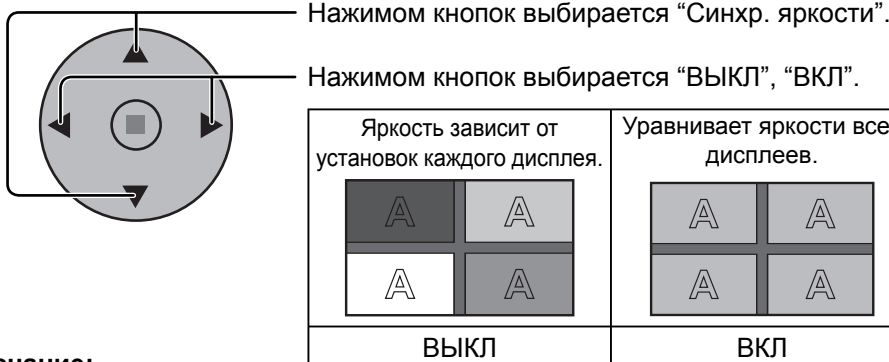 Нажимом кнопок выбирается “Синхр. яркости”.
Нажимом кнопок выбирается “ВЫКЛ”, “ВКЛ”.
Яркость зависит от
установок каждого дисплея.
Уравнивает яркости все
дисплеев.
A A
A A
A A
A A
ВЫКЛ
ВКЛ